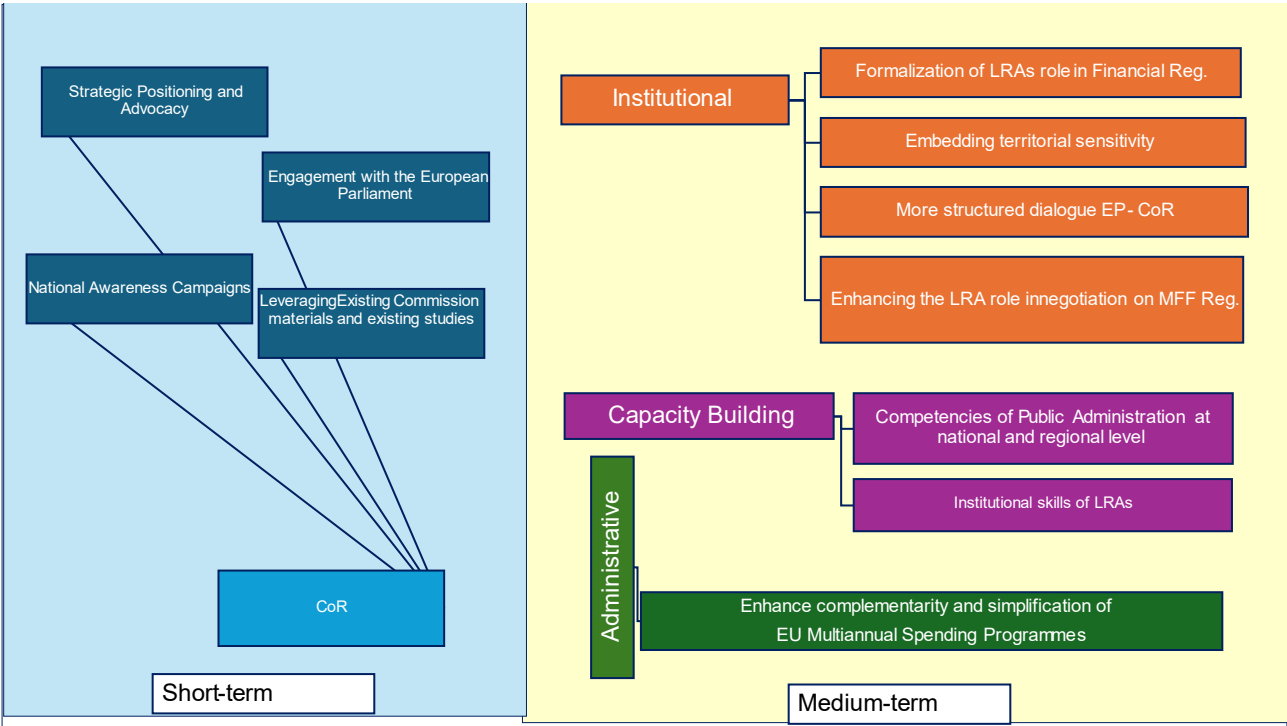 Strategic Positioning and
Advocacy
Engagement with the European
Parliament
National Awareness Campaigns
LeveragingExisting Commission
materials and existing studies
CoR
Short-term
Institutional
Formalization of LRAs role in Financial Reg.
Embedding territorial sensitivity
More structured dialogue EP - CoR
Enhancing the LRA role innegotiation on MFF Reg.
Capacity Building
Competencies of Public Administration at
national and regional level
Institutional skills of LRAs
Administrative
Enhance complementarity and simplification of
EU Multiannual Spending Programmes
Medium-term